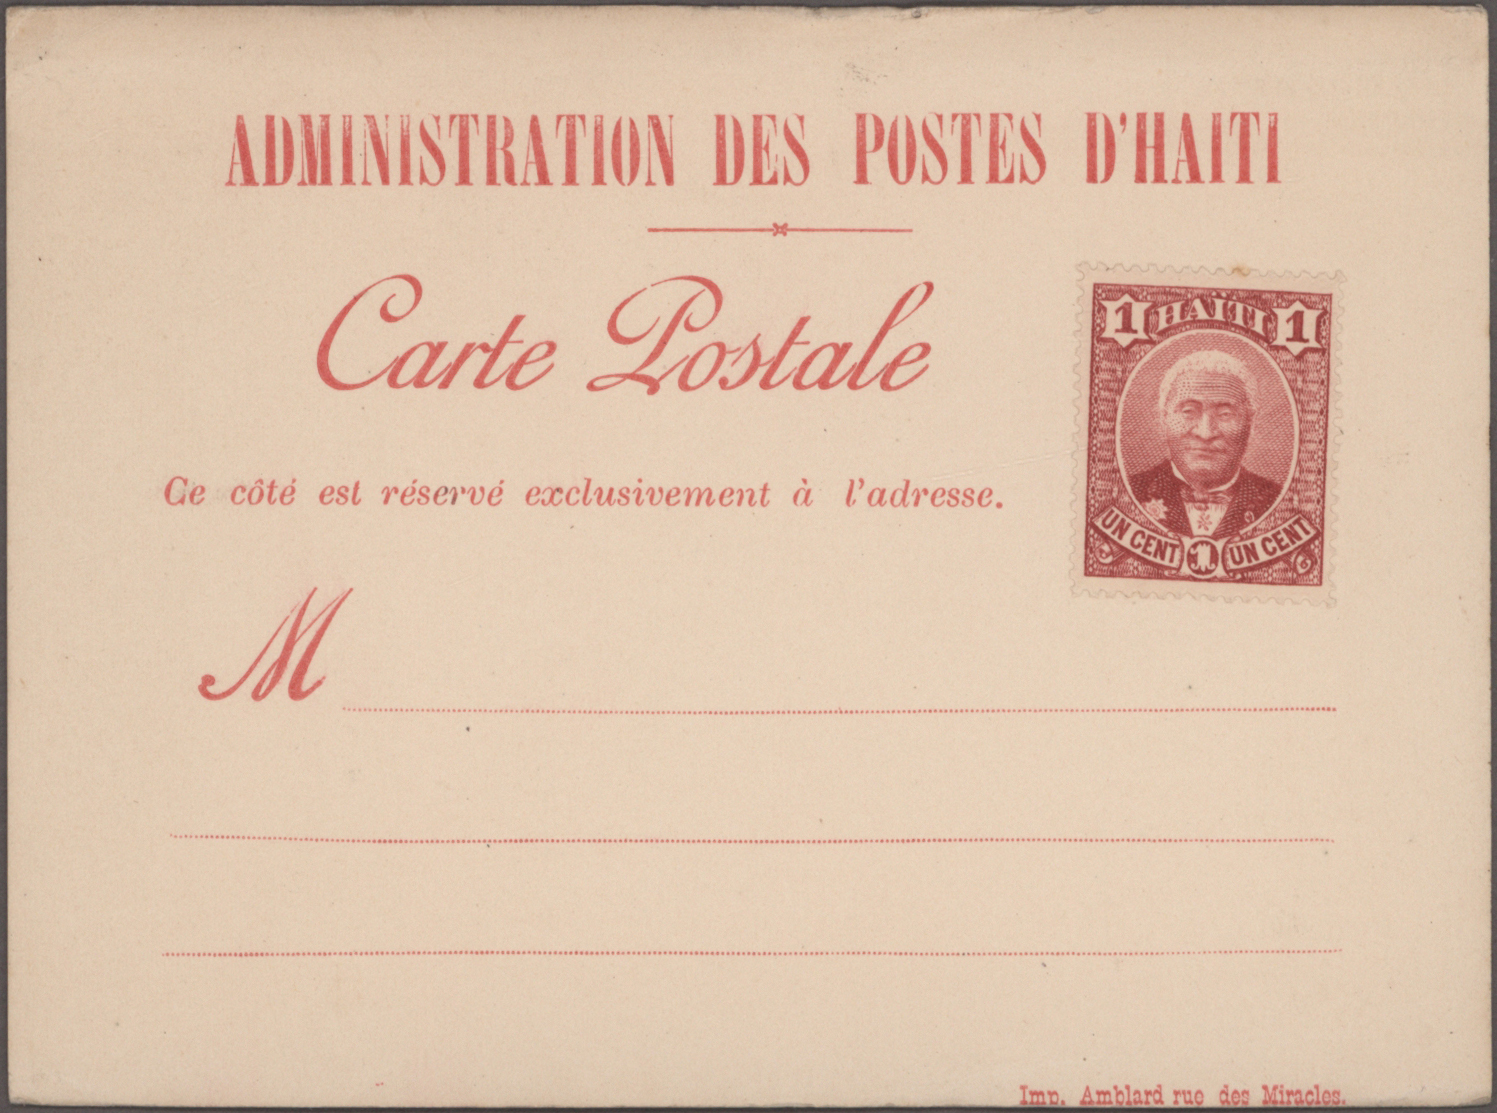 ADMINISTRATION DES POSTES D'HAITI
Carte Postale
1 HAITI 1
Ce côté est réservé exclusivement à l'adresse.
UN CENT 1 UN CENT
M
Imp. Amblard rue des Miracles.